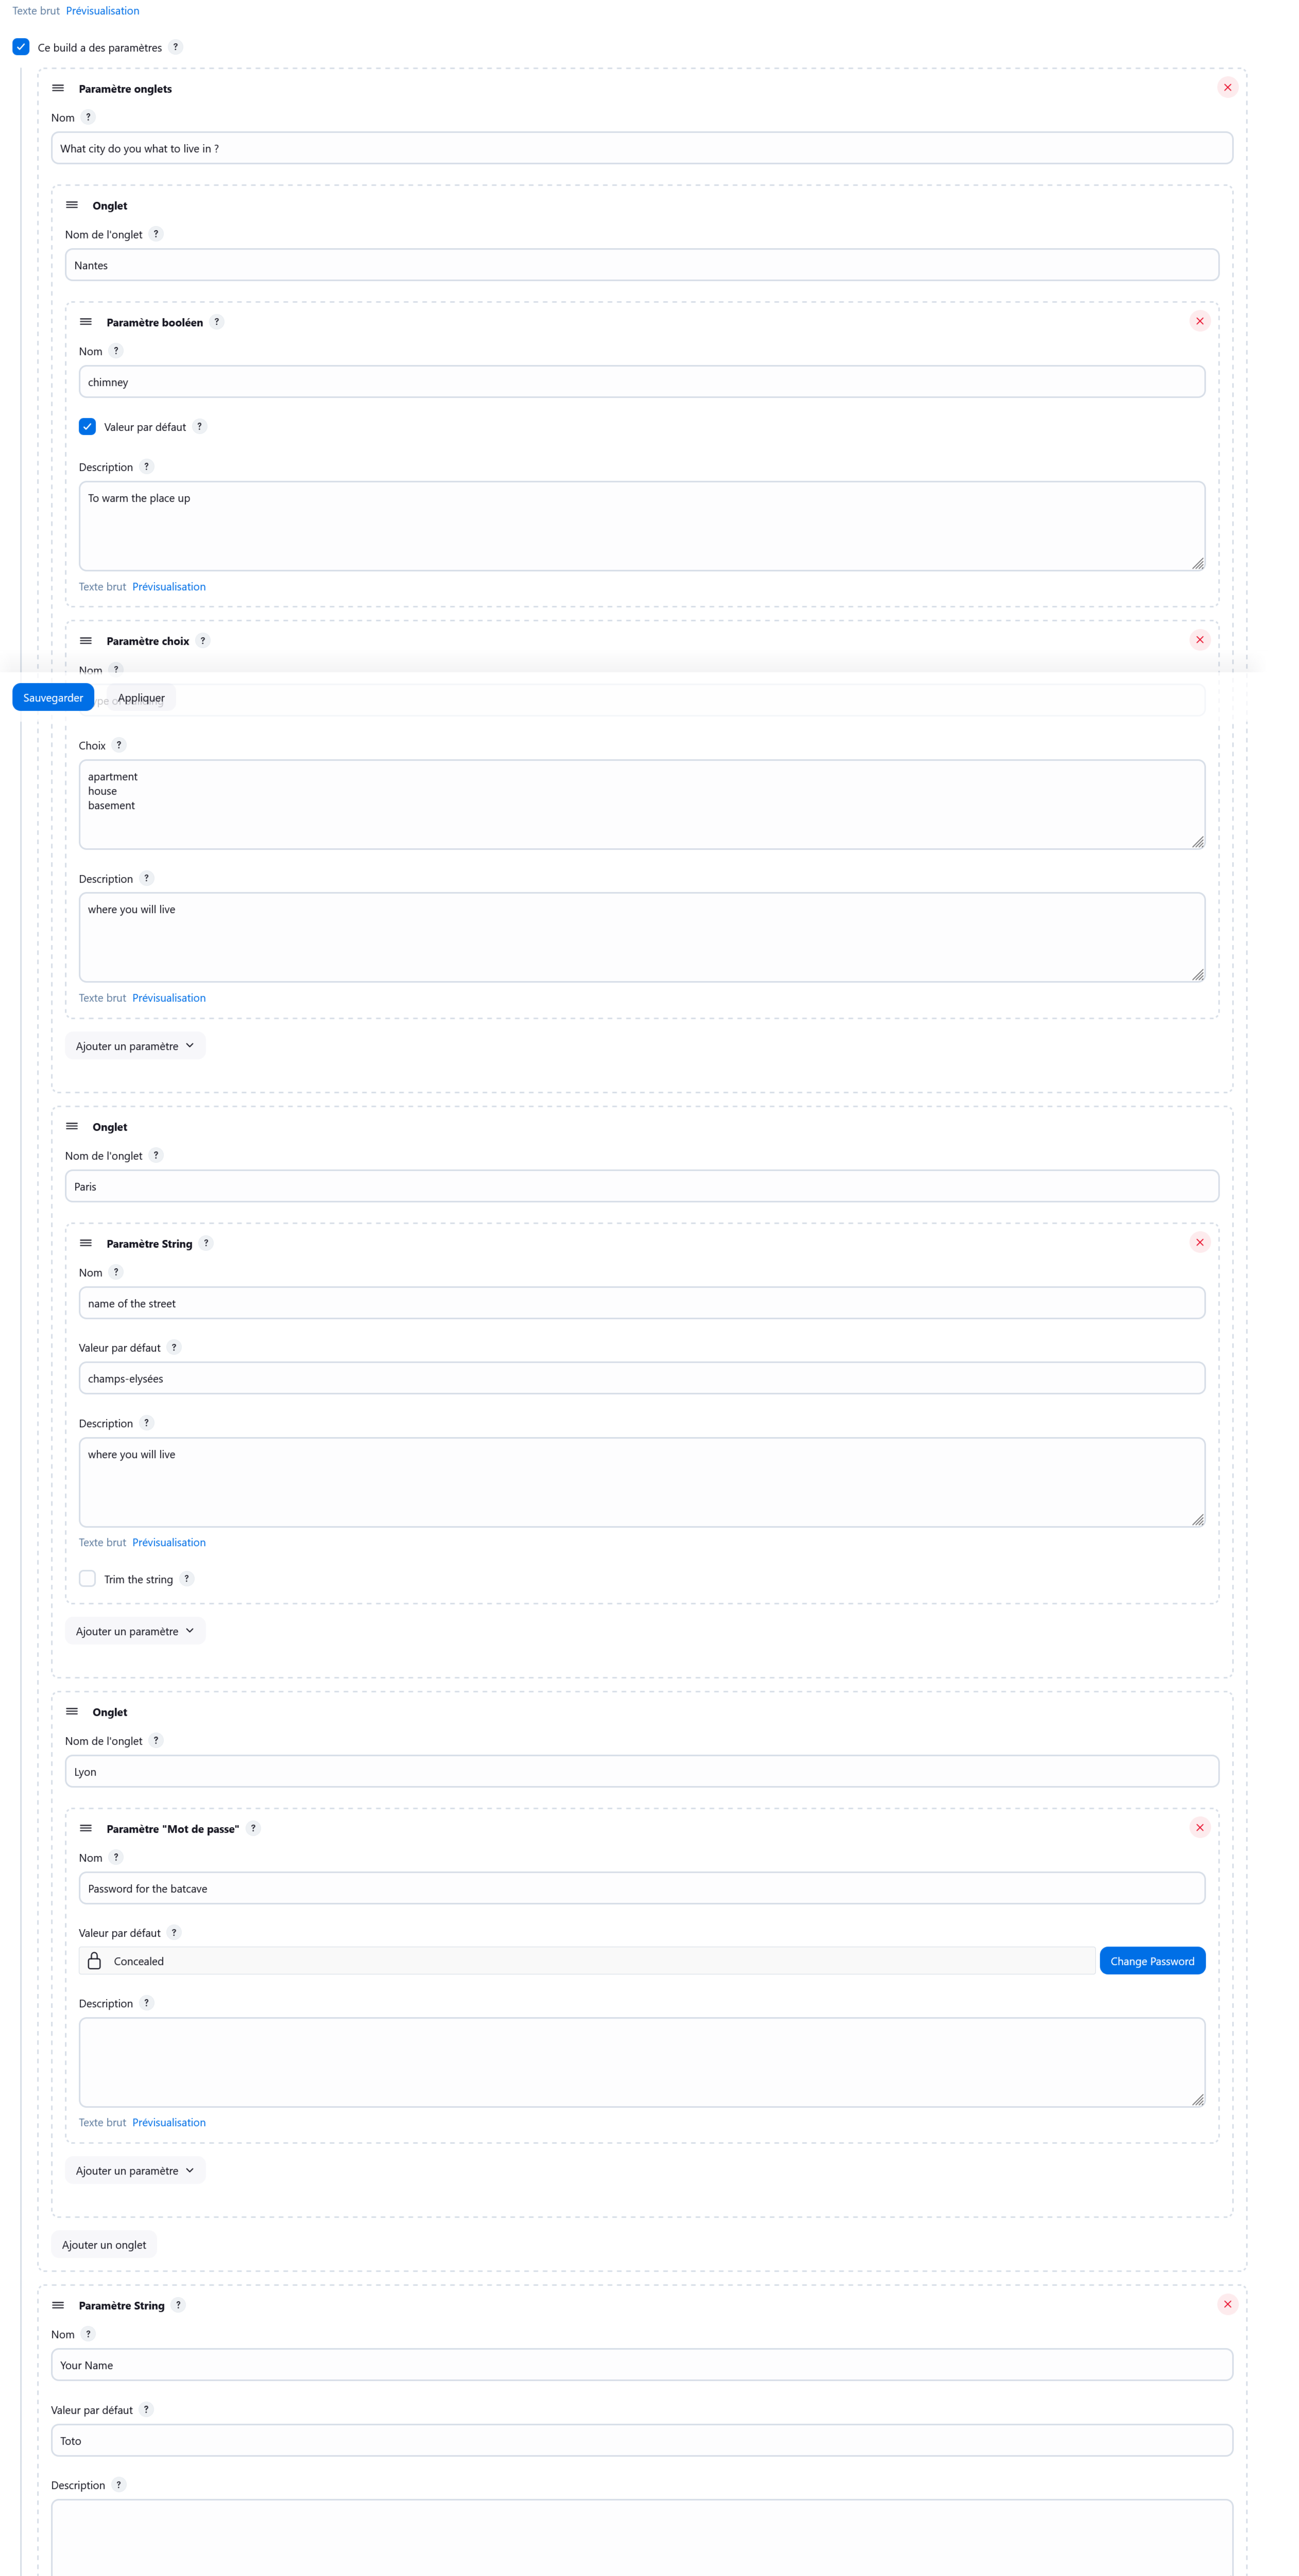 Texte brut Prévisualisation
Ce build a des paramètres ?
Paramètre onglets
Nom ?
What city do you what to live in ?
Onglet
Nom de l'onglet ?
Nantes
Paramètre booléen ?
Nom ?
chimney
Valeur par défaut ?
Description ?
To warm the place up
Texte brut Prévisualisation
Paramètre choix ?
Nom ?
Sauvegarder Appliquer
Choix ?
apartment
house
basement
Description ?
where you will live
Texte brut Prévisualisation
Ajouter un paramètre
Onglet
Nom de l'onglet ?
Paris
Paramètre String ?
Nom ?
name of the street
Valeur par défaut ?
champs-elysées
Description ?
where you will live
Texte brut Prévisualisation
Trim the string ?
Ajouter un paramètre
Onglet
Nom de l'onglet ?
Lyon
Paramètre "Mot de passe" ?
Nom ?
Password for the batcave
Valeur par défaut ?
Concealed Change Password
Description ?
Texte brut Prévisualisation
Ajouter un paramètre
Ajouter un onglet
Paramètre String ?
Nom ?
Your Name
Valeur par défaut ?
Toto
Description ?